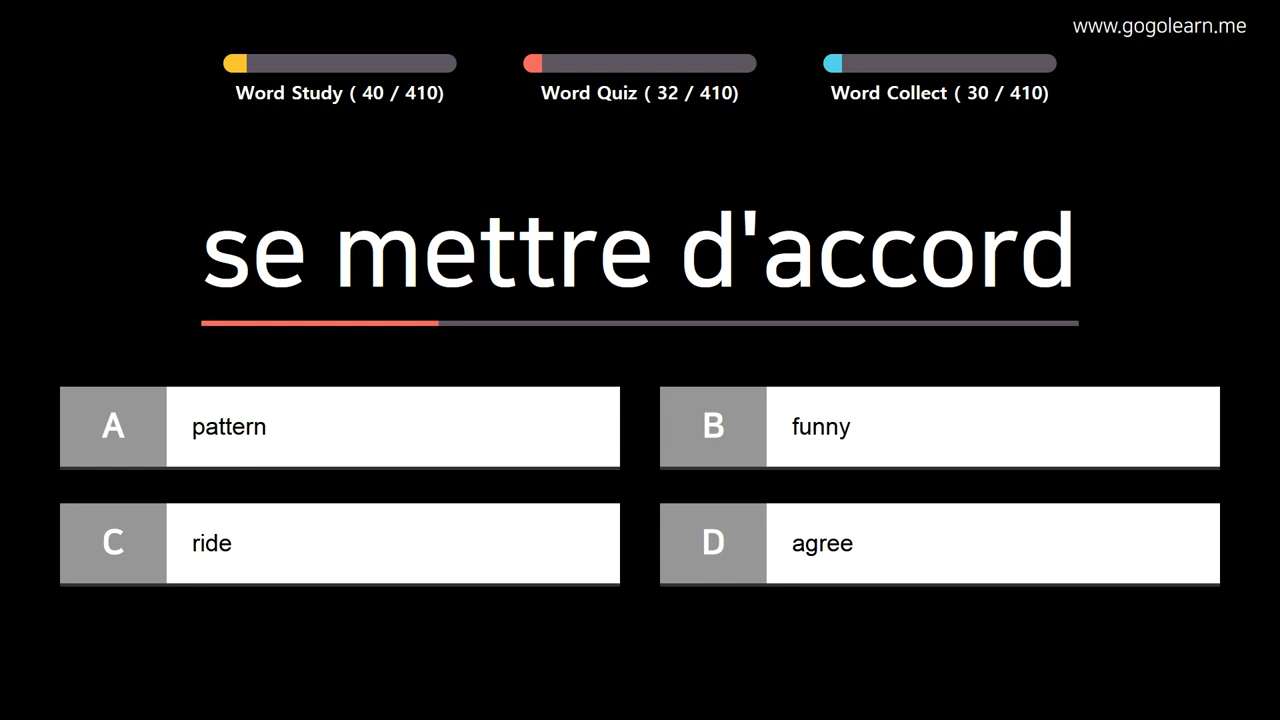 www.gogolearn.me
Word Study ( 40 / 410)
Word Quiz ( 32 / 410)
Word Collect ( 30 / 410)
se mettre d'accord
A pattern
B funny
C ride
D agree